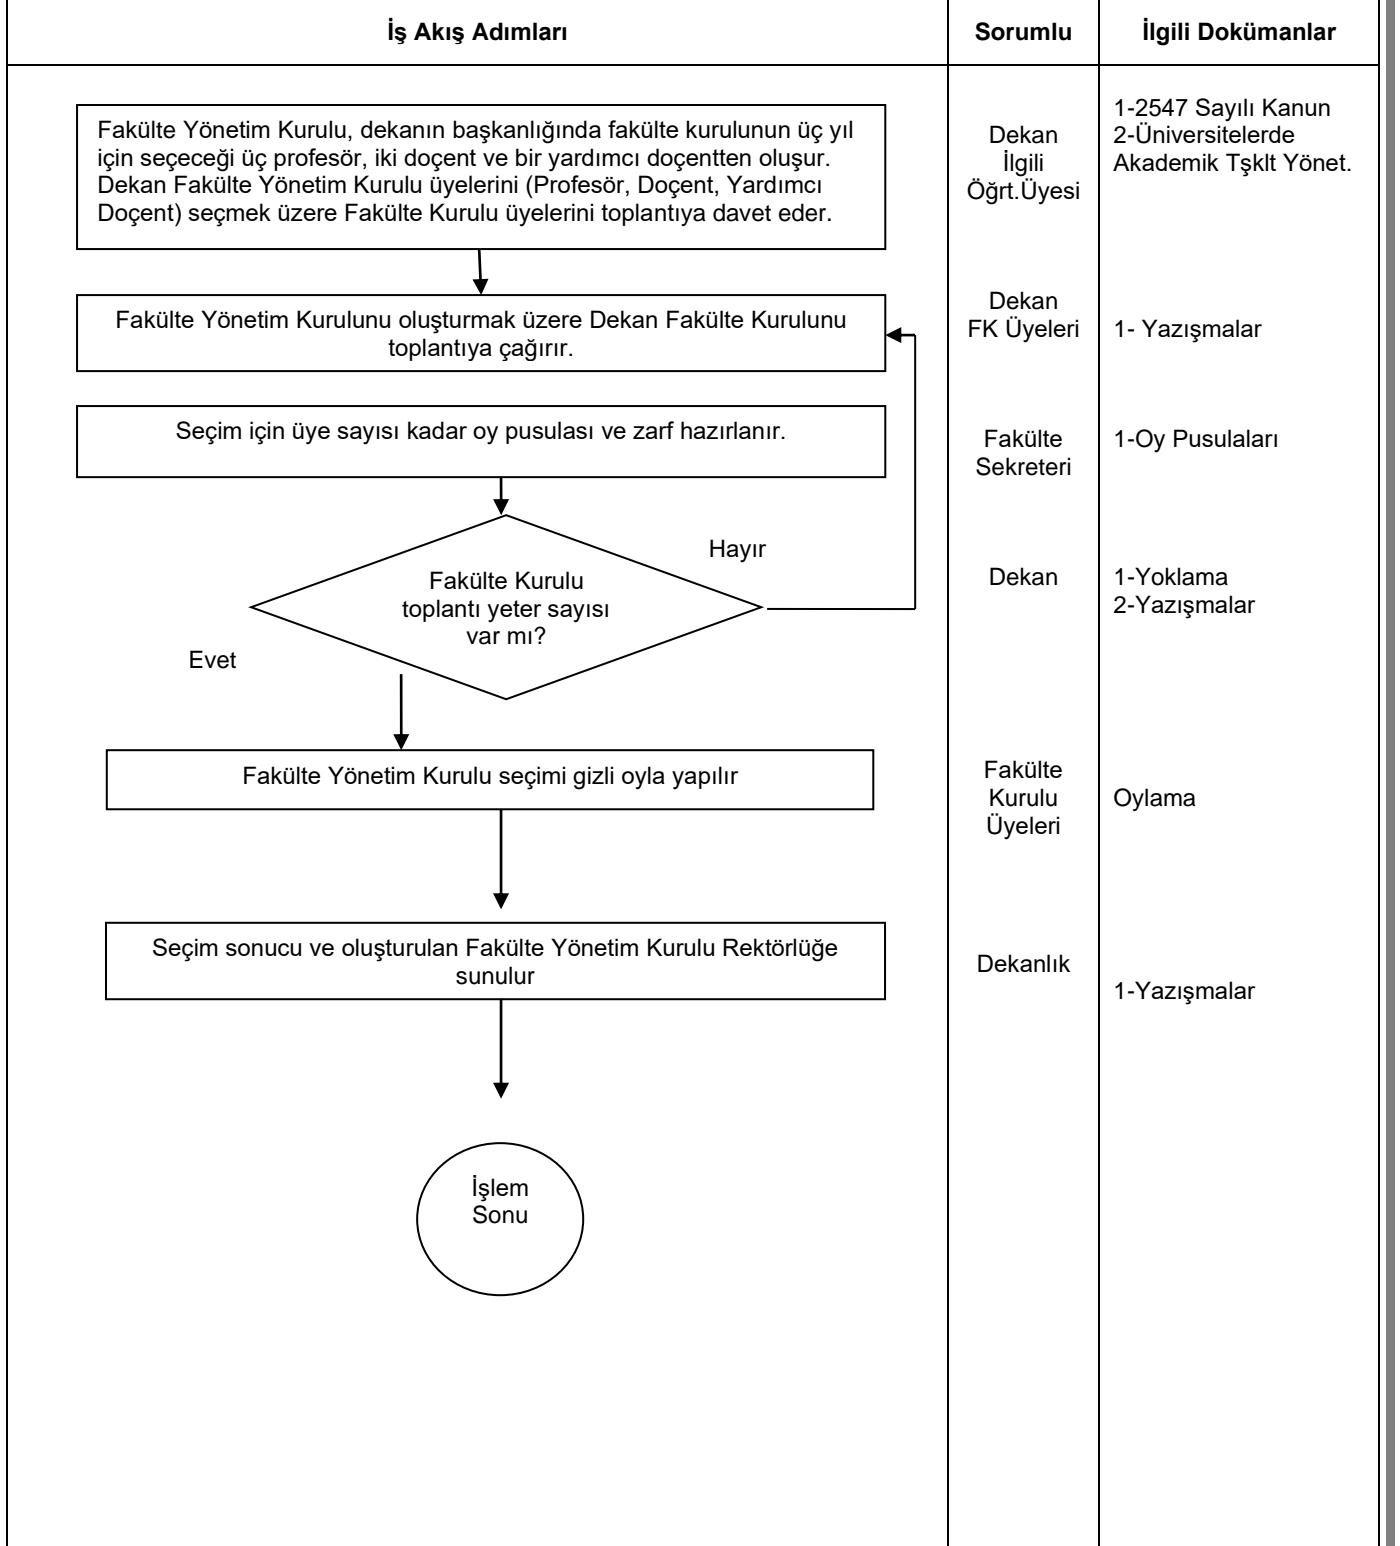 İş Akış Adımları
Sorumlu
İlgili Dokümanlar
Fakülte Yönetim Kurulu, dekanın başkanlığında fakülte kurulunun üç yıl
için seçeceği üç profesör, iki doçent ve bir yardımcı doçentten oluşur.
Dekan Fakülte Yönetim Kurulu üyelerini (Profesör, Doçent, Yardımcı
Doçent) seçmek üzere Fakülte Kurulu üyelerini toplantıya davet eder.
Dekan
İlgili
Öğrt.Üyesi
1-2547 Sayılı Kanun
2-Üniversitelerde
Akademik Tşklt Yönet.
Fakülte Yönetim Kurulunu oluşturmak üzere Dekan Fakülte Kurulunu
toplantıya çağırır.
Dekan
FK Üyeleri
1- Yazışmalar
Seçim için üye sayısı kadar oy pusulası ve zarf hazırlanır.
Fakülte
Sekreteri
1-Oy Pusulaları
Hayır
Fakülte Kurulu
toplantı yeter sayısı
var mı?
Evet
Dekan
1-Yoklama
2-Yazışmalar
Fakülte Yönetim Kurulu seçimi gizli oyla yapılır
Fakülte
Kurulu
Üyeleri
Oylama
Seçim sonucu ve oluşturulan Fakülte Yönetim Kurulu Rektörlüğe
sunulur
Dekanlık
1-Yazışmalar
İşlem
Sonu